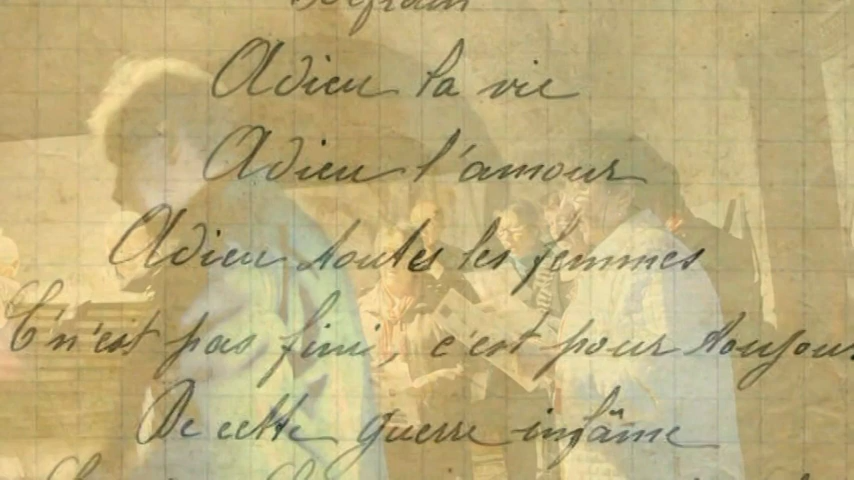 Refrain
Adieu la vie
Adieu l'amour
Adieu toutes les femmes
C'n'est pas fini, c'est pour toujou
De cette guerre infâme